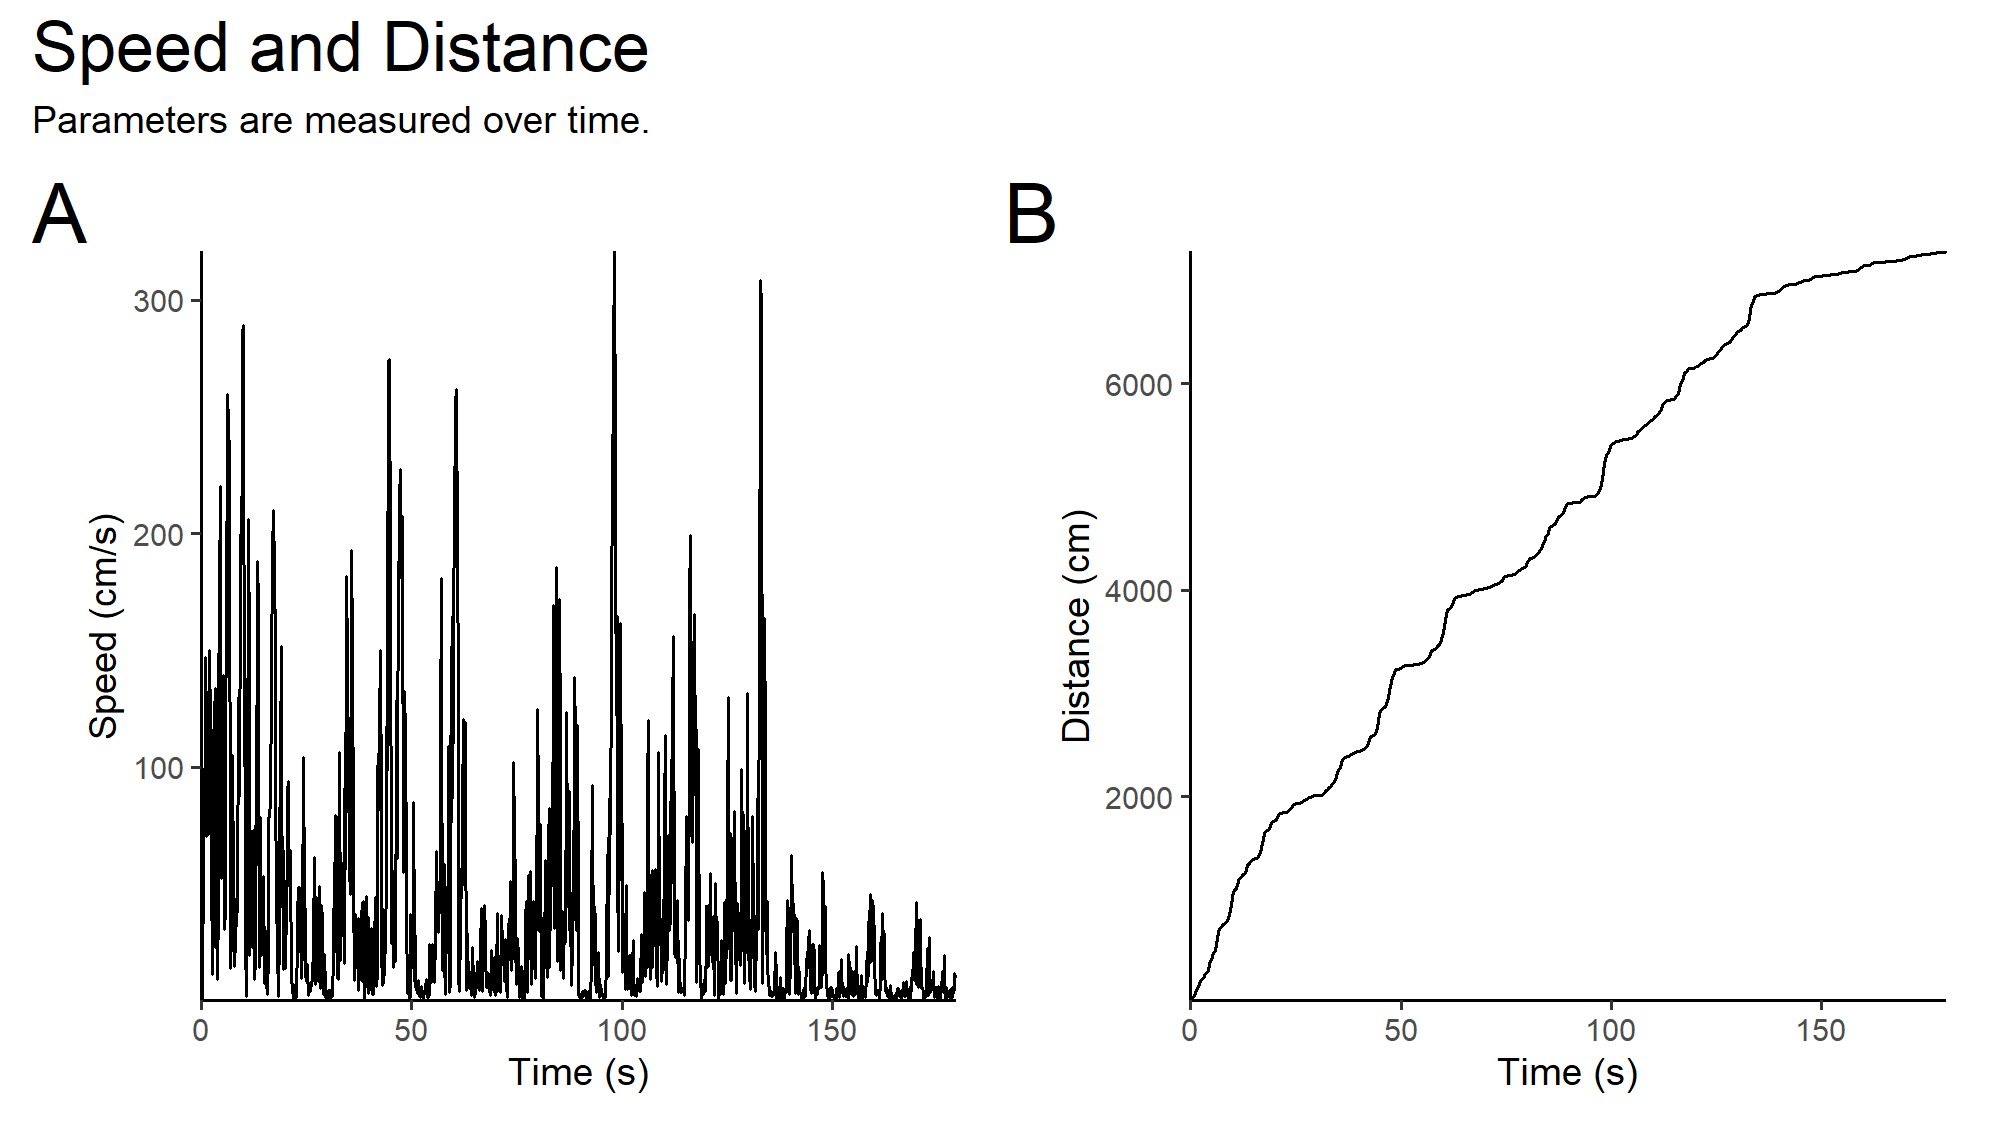 Speed and Distance
Parameters are measured over time.
A
Speed (cm/s)
300
200
100
0
50
100
150
Time (s)
B
Distance (cm)
6000
4000
2000
0
50
100
150
Time (s)